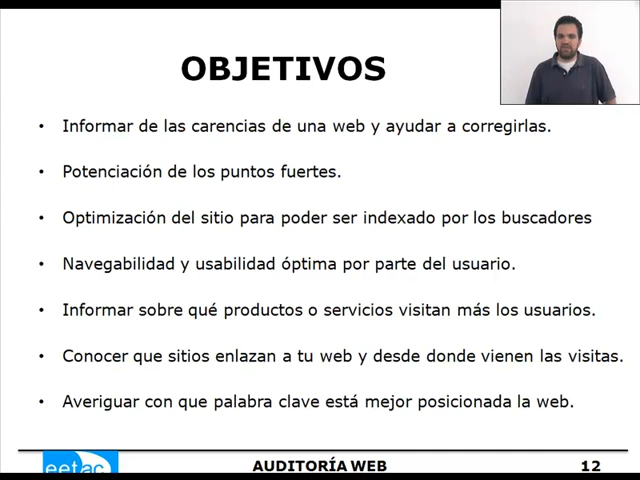 OBJETIVOS
• Informar de las carencias de una web y ayudar a corregirlas.
• Potenciación de los puntos fuertes.
• Optimización del sitio para poder ser indexado por los buscadores
• Navegabilidad y usabilidad óptima por parte del usuario.
• Informar sobre qué productos o servicios visitan más los usuarios.
• Conocer que sitios enlazan a tu web y desde donde vienen las visitas.
• Averiguar con que palabra clave está mejor posicionada la web.
eetac
AUDITORÍA WEB
12